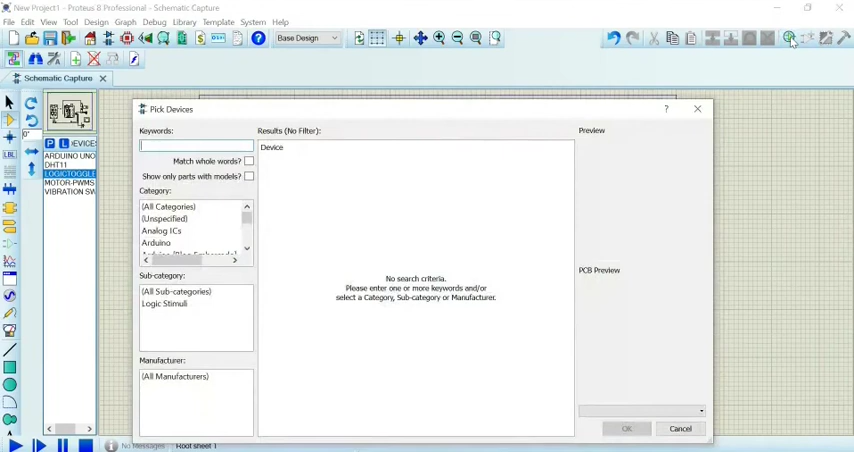 New Project1 - Proteus 8 Professional - Schematic Capture
File Edit View Tool Design Graph Debug Library Template System Help
Base Design
Schematic Capture
Pick Devices
0°
LBL
P L DEVICES
ARDUINO UNO
DHT11
LOGICTOGGLE
MOTOR-PWMS
VIBRATION SW
Keywords:
Match whole words?
Show only parts with models?
Category:
(All Categories)
(Unspecified)
Analog ICs
Arduino
Sub-category:
(All Sub-categories)
Logic Stimuli
Manufacturer:
(All Manufacturers)
Results (No Filter):
Device
No search criteria.
Please enter one or more keywords and/or
select a Category, Sub-category or Manufacturer.
Preview
PCB Preview
OK Cancel
No Messages Root sheet 1